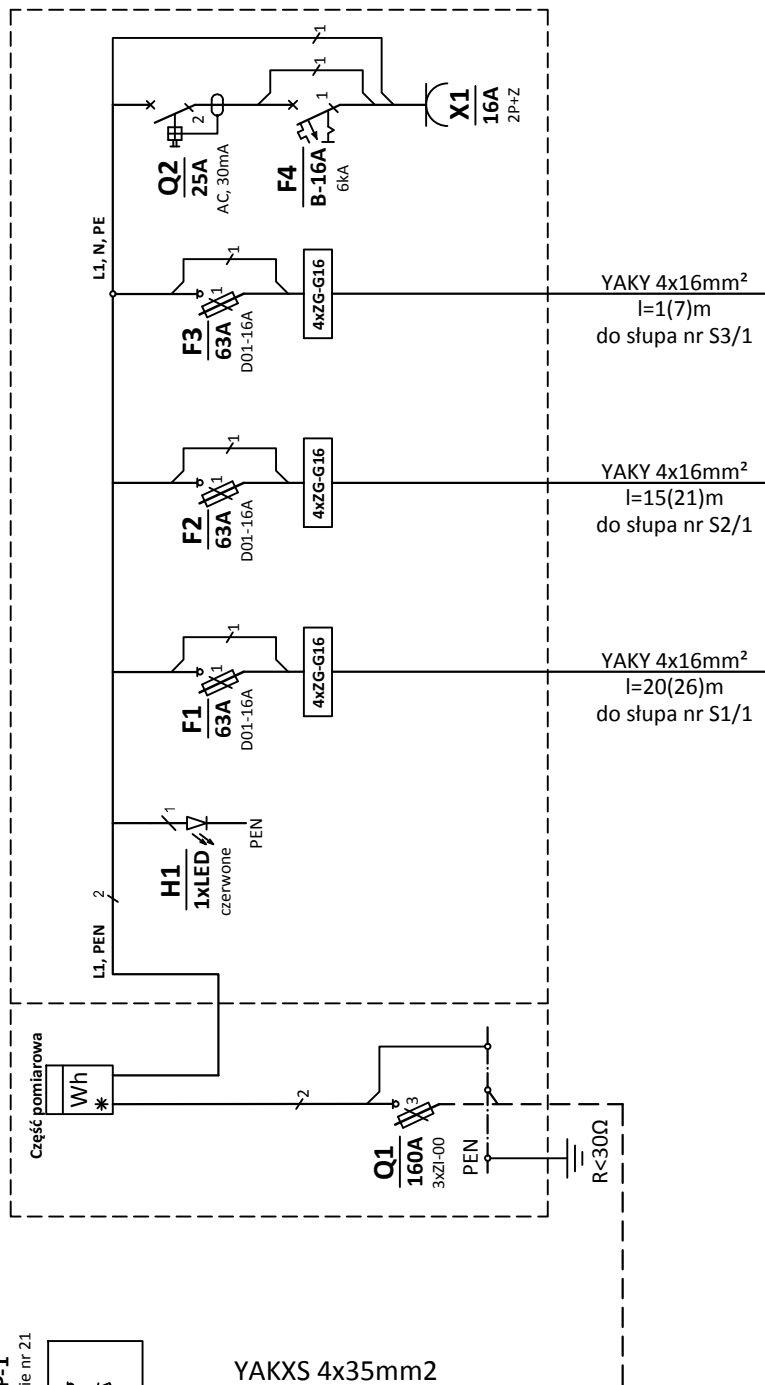 1
1
1
2
Q2
25A
AC, 30mA
F4
B-16A
6kA
X1
16A
2P+Z
L1, N, PE
1
1
F3
63A
D01-16A
4xZG-G16
YAKY 4x16mm²
l=1(7)m
do słupa nr S3/1
1
1
F2
63A
D01-16A
4xZG-G16
YAKY 4x16mm²
l=15(21)m
do słupa nr S2/1
1
1
F1
63A
D01-16A
4xZG-G16
YAKY 4x16mm²
l=20(26)m
do słupa nr S1/1
1
H1
1xLED
czerwone
PEN
2
L1, PEN
Część pomiarowa
Wh
*
2
3
Q1
160A
3xZI-00
PEN
R<30Ω
P-1
ie nr 21
YAKXS 4x35mm2